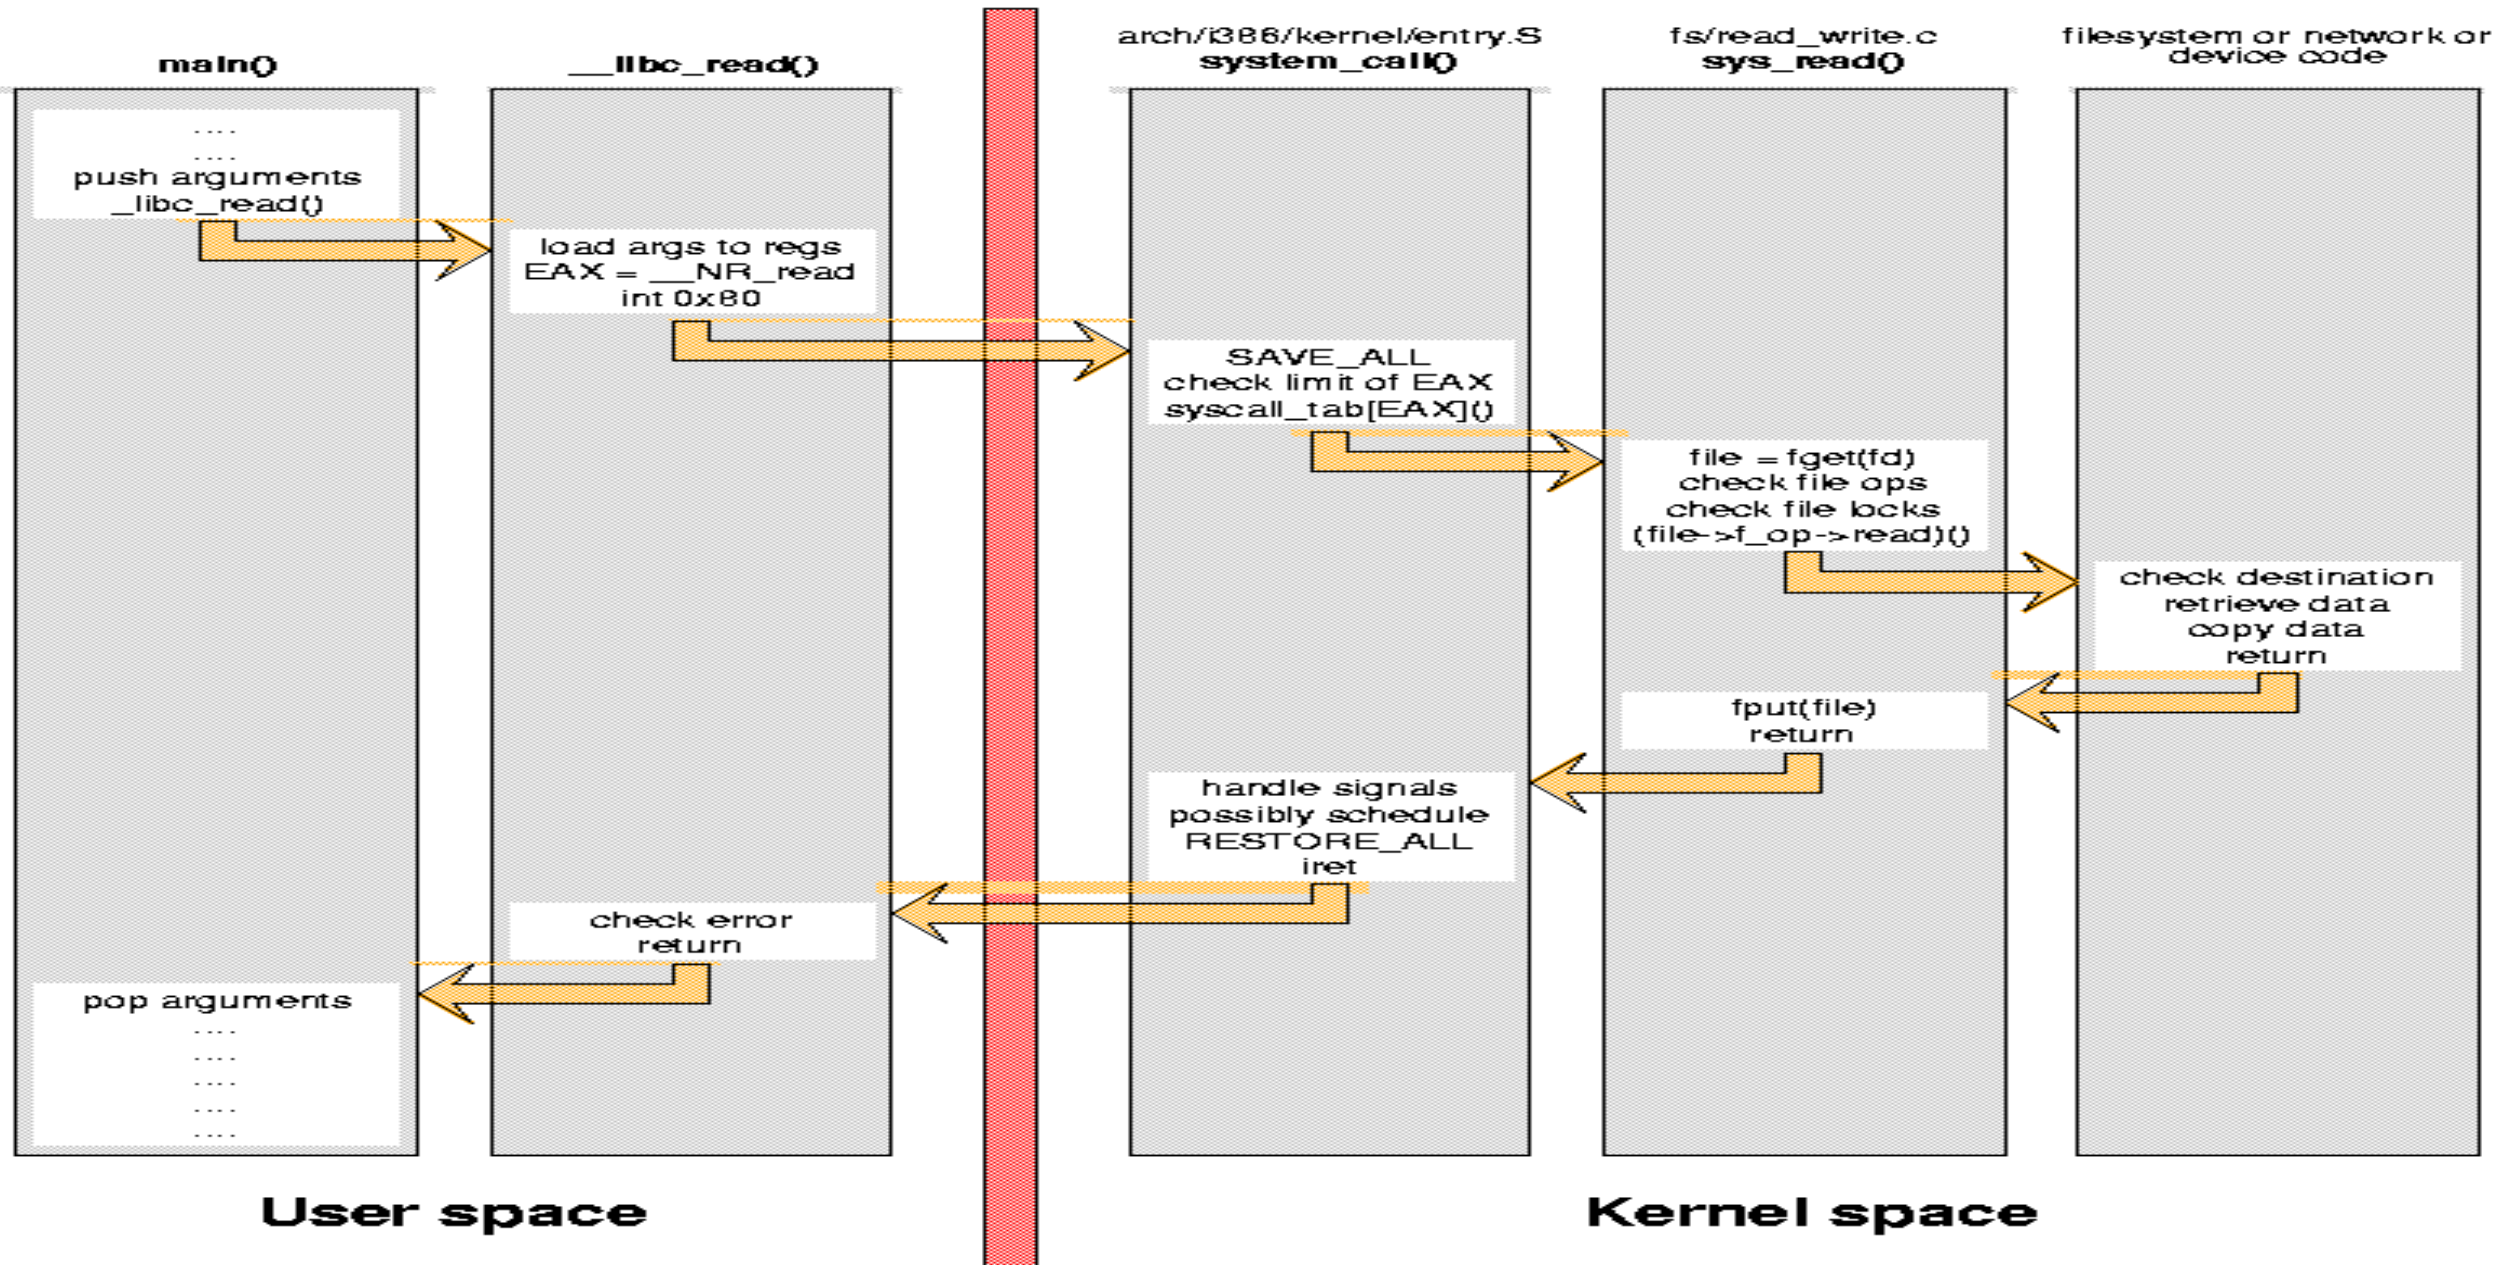 main()
__libc_read()
arch/i386/kernel/entry.S
system_call()
fs/read_write.c
sys_read()
filesystem or network or
device code
....
....
push arguments
_libc_read()
load args to regs
EAX = __NR_read
int 0x80
SAVE_ALL
check limit of EAX
syscall_tab[EAX]()
file = fget(fd)
check file ops
check file locks
(file->f_op->read)()
check destination
retrieve data
copy data
return
fput(file)
return
handle signals
possibly schedule
RESTORE_ALL
iret
check error
return
pop arguments
....
....
....
....
....
User space
Kernel space